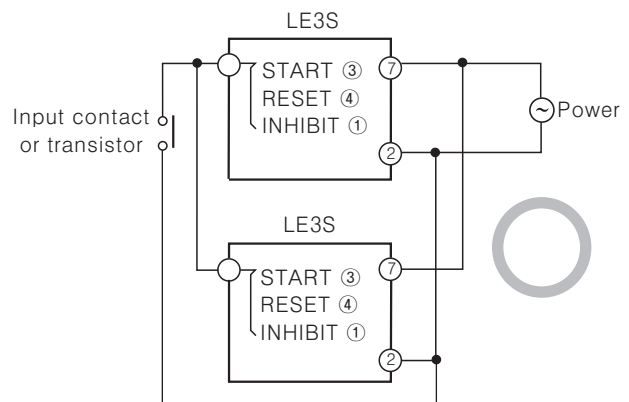 LE3S
START ③ ⑦
RESET ④
INHIBIT ①
②
Input contact
or transistor
~ Power
LE3S
START ③ ⑦
RESET ④
INHIBIT ①
②